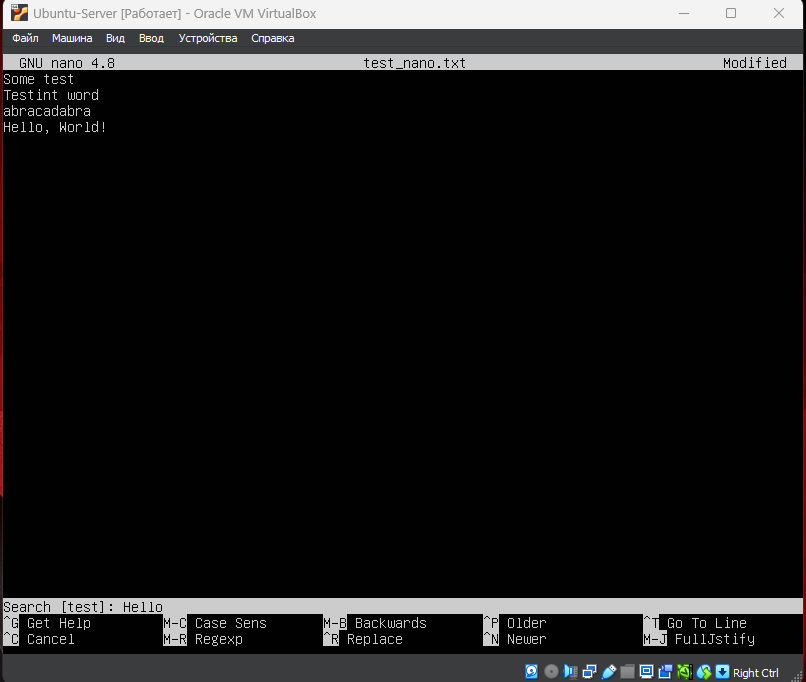 Ubuntu-Server [Работает] - Oracle VM VirtualBox
Файл Машина Вид Ввод Устройства Справка
GNU nano 4.8 test_nano.txt Modified
Some test
Testint word
abracadabra
Hello, World!
Search [test]: Hello
^G Get Help M-C Case Sens M-B Backwards ^P Older ^T Go To Line
^C Cancel M-R Regexp ^R Replace ^N Newer M-J FullJstify
Right Ctrl